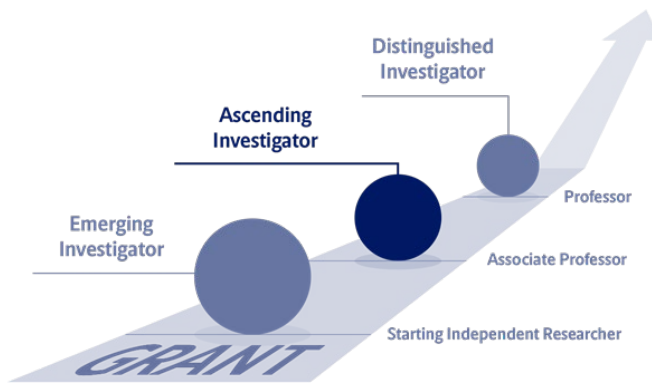 Distinguished
Investigator
Ascending
Investigator
Professor
Emerging
Investigator
Associate Professor
Starting Independent Researcher
GRANT